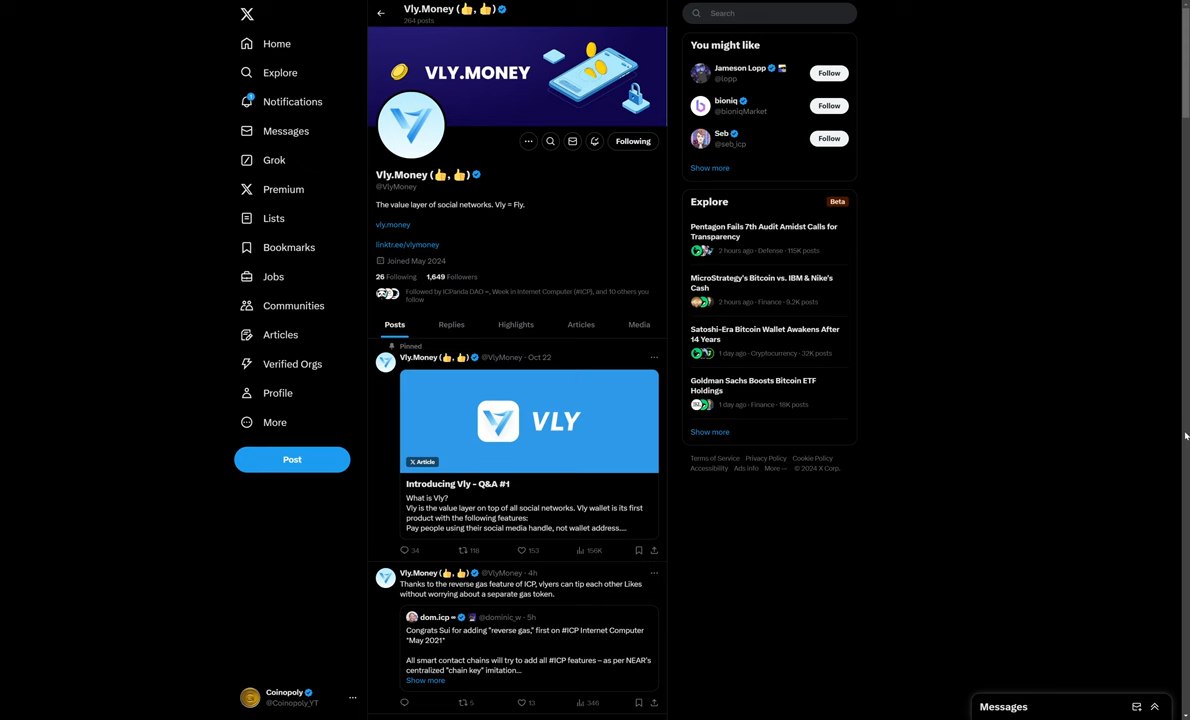 Home
Explore
1
Notifications
Messages
Grok
Premium
Lists
Bookmarks
Jobs
Communities
Articles
Verified Orgs
Profile
More
Post
Coinopoly
@Coinopoly_YT
Vly.Money (👍, 👍)
264 posts
VLY.MONEY
Following
Vly.Money (👍, 👍)
@VlyMoney
The value layer of social networks. Vly = Fly.
vly.money
linktr.ee/vlymoney
Joined May 2024
26 Following 1,649 Followers
Followed by ICPanda DAO ∞, Week in Internet Computer (#ICP), and 10 others you
follow
Posts Replies Highlights Articles Media
Pinned
Vly.Money (👍, 👍) @VlyMoney · Oct 22
VLY
X Article
Introducing Vly - Q&A #1
What is Vly?
Vly is the value layer on top of all social networks. Vly wallet is its first
product with the following features:
Pay people using their social media handle, not wallet address....
34 118 153 156K
Vly.Money (👍, 👍) @VlyMoney · 4h
Thanks to the reverse gas feature of ICP, vlyers can tip each other Likes
without worrying about a separate gas token.
dom.icp ∞ @dominic_w · 5h
Congrats Sui for adding "reverse gas," first on #ICP Internet Computer
*May 2021*
All smart contact chains will try to add all #ICP features – as per NEAR's
centralized "chain key" imitation...
Show more
5 13 346
Search
You might like
Jameson Lopp
@lopp
Follow
bioniq
@bioniqMarket
Follow
Seb
@seb_icp
Follow
Show more
Explore
Beta
Pentagon Fails 7th Audit Amidst Calls for
Transparency
2 hours ago · Defense · 115K posts
MicroStrategy's Bitcoin vs. IBM & Nike's
Cash
2 hours ago · Finance · 9.2K posts
Satoshi-Era Bitcoin Wallet Awakens After
14 Years
1 day ago · Cryptocurrency · 32K posts
Goldman Sachs Boosts Bitcoin ETF
Holdings
1 day ago · Finance · 18K posts
Show more
Terms of Service Privacy Policy Cookie Policy
Accessibility Ads info More ··· © 2024 X Corp.
Messages